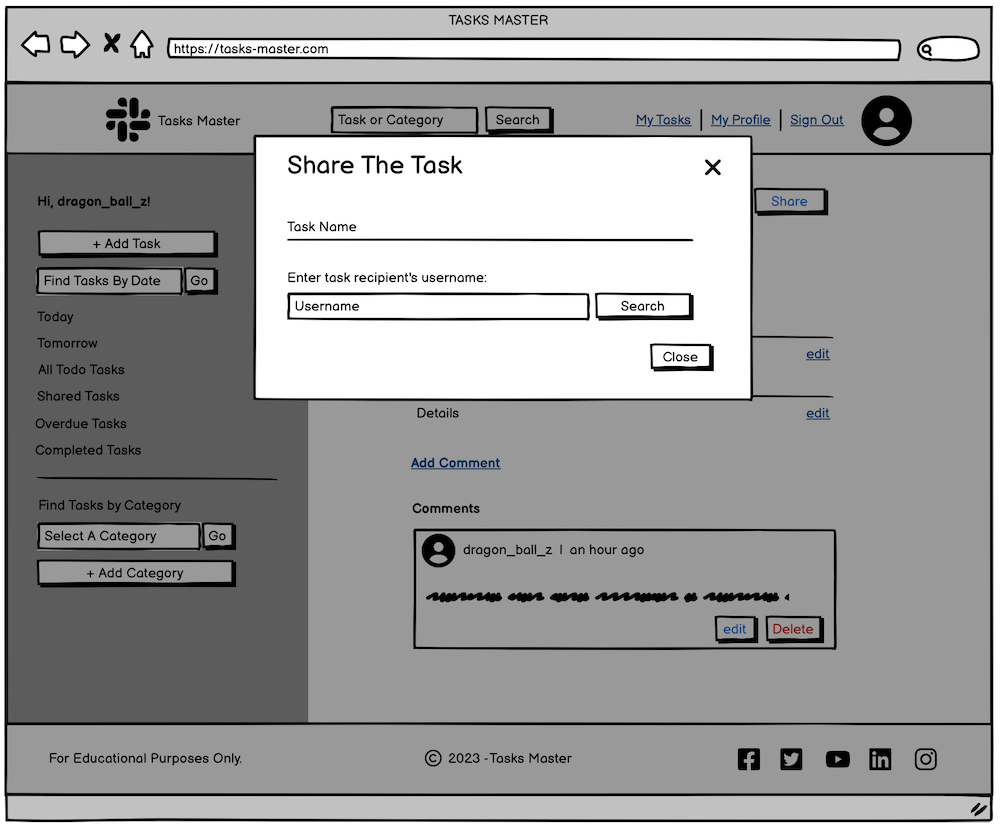 TASKS MASTER
https://tasks-master.com
Tasks Master
Task or Category
Search
My Tasks
My Profile
Sign Out
Share The Task
Task Name
Enter task recipient's username:
Username
Search
Close
Hi, dragon_ball_z!
+ Add Task
Find Tasks By Date
Go
Today
Tomorrow
All Todo Tasks
Shared Tasks
Overdue Tasks
Completed Tasks
Find Tasks by Category
Select A Category
Go
+ Add Category
Share
edit
Details
edit
Add Comment
Comments
dragon_ball_z | an hour ago
edit
Delete
For Educational Purposes Only.
© 2023 -Tasks Master